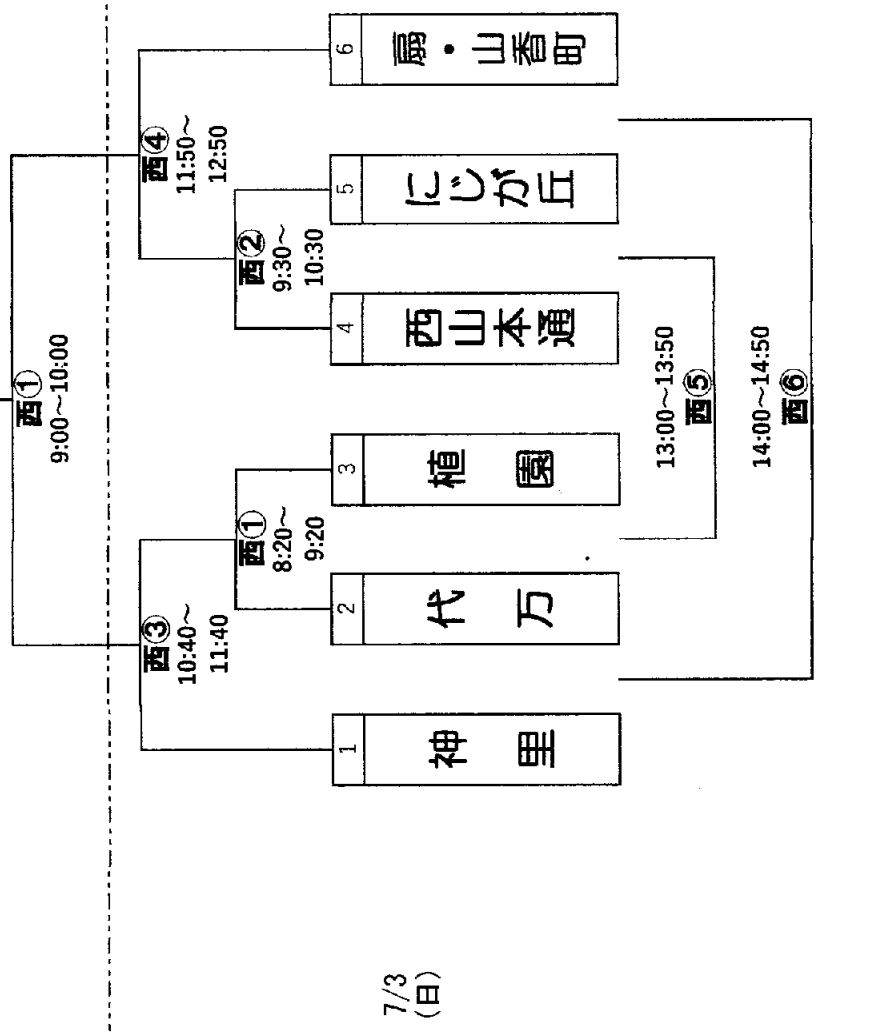 西①
9:00～10:00
西③
10:40～
11:40
西④
11:50～
12:50
西①
8:20～
9:20
西②
9:30～
10:30
1
神里
2
代万
3
植園
4
西山本通
5
にじが丘
6
扇・山香町
13:00～13:50
西⑤
14:00～14:50
西⑥
7/3
(日)